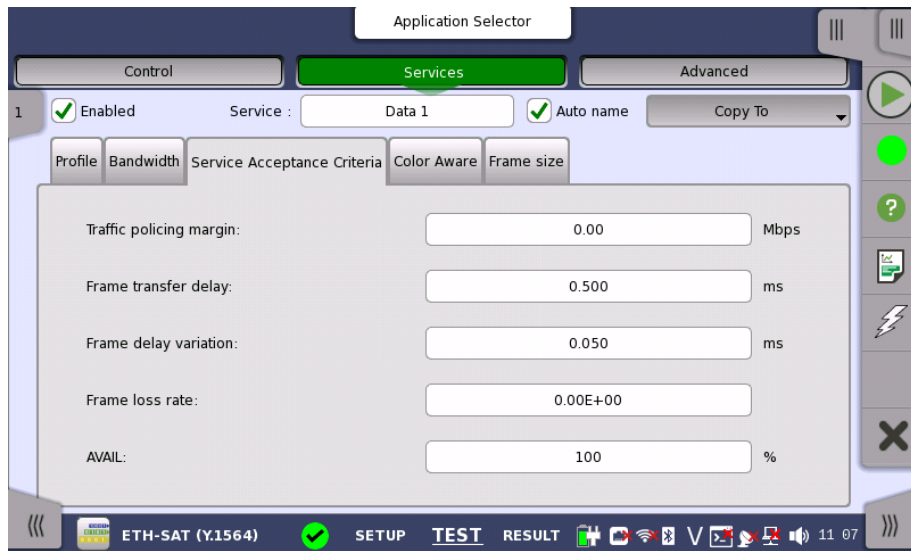 Application Selector
Control Services Advanced
1 Enabled Service : Data 1 Auto name Copy To
Profile Bandwidth Service Acceptance Criteria Color Aware Frame size
Traffic policing margin: 0.00 Mbps
Frame transfer delay: 0.500 ms
Frame delay variation: 0.050 ms
Frame loss rate: 0.00E+00
AVAIL: 100 %
ETH-SAT (Y.1564) SETUP TEST RESULT V 11 07